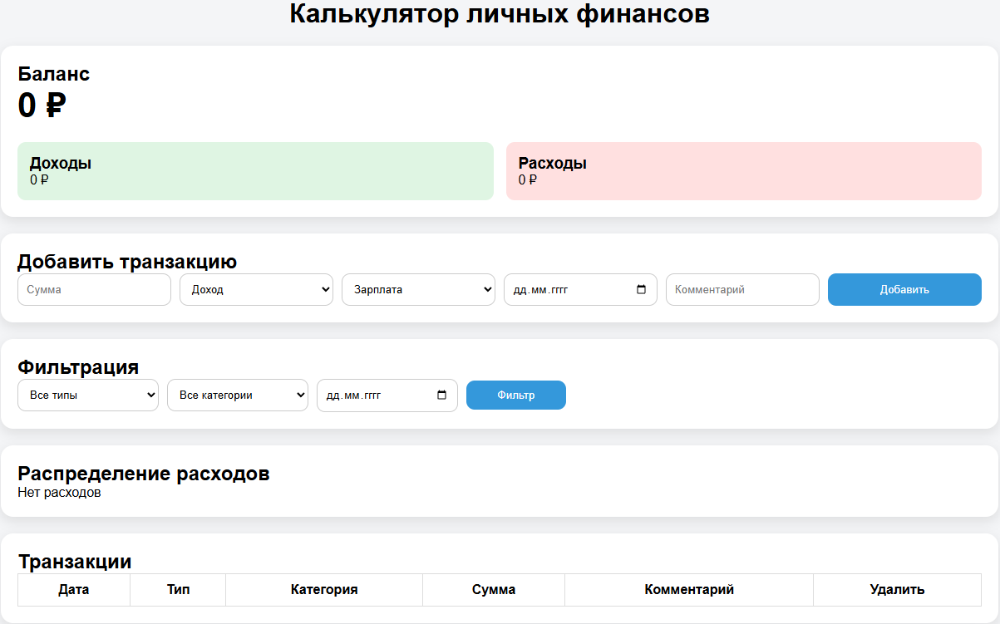 Калькулятор личных финансов
Баланс
0 ₽
Доходы
0 ₽
Расходы
0 ₽
Добавить транзакцию
Сумма Доход Зарплата дд.мм.гггг Комментарий Добавить
Фильтрация
Все типы Все категории дд.мм.гггг Фильтр
Распределение расходов
Нет расходов
Транзакции
Дата Тип Категория Сумма Комментарий Удалить